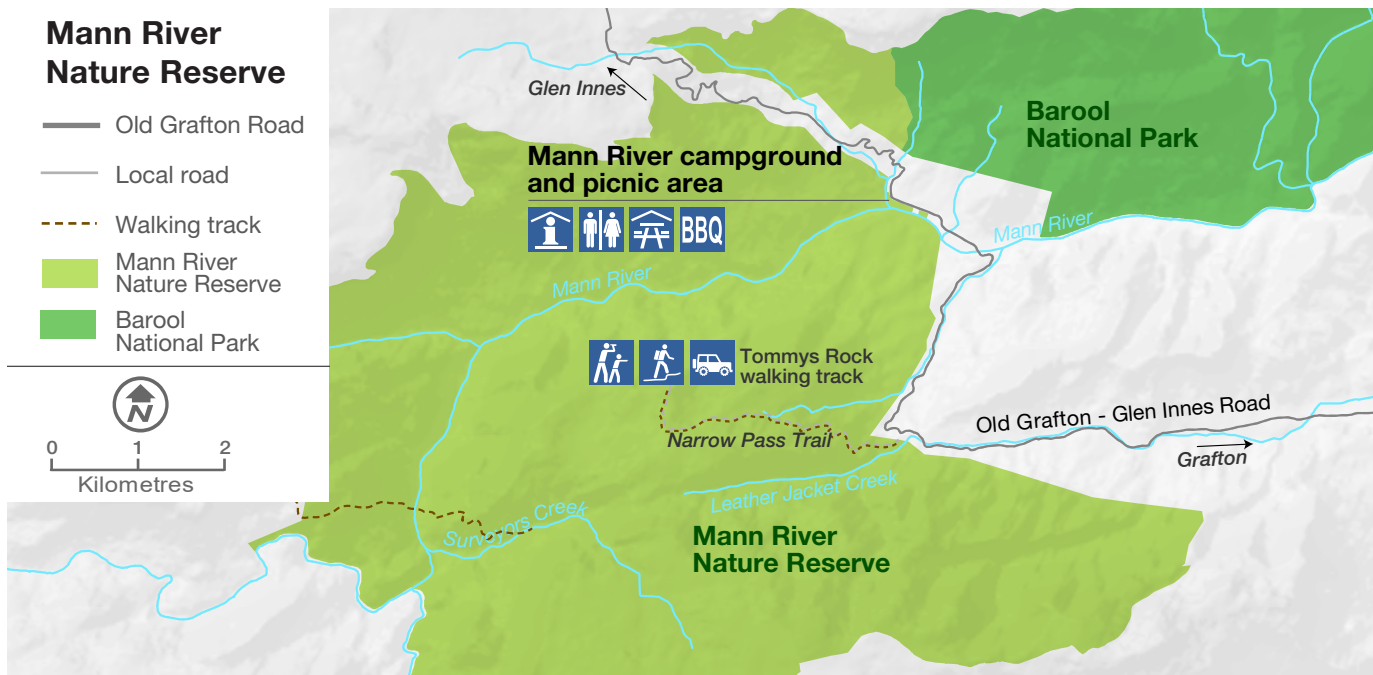 Mann River
Nature Reserve
Old Grafton Road
Local road
Walking track
Mann River
Nature Reserve
Barool
National Park
N
0 1 2
Kilometres
Glen Innes
Barool
National Park
Mann River campground
and picnic area
BBQ
Mann River
Mann River
Tommys Rock
walking track
Narrow Pass Trail
Old Grafton - Glen Innes Road
Grafton
Leather Jacket Creek
Surveyors Creek
Mann River
Nature Reserve